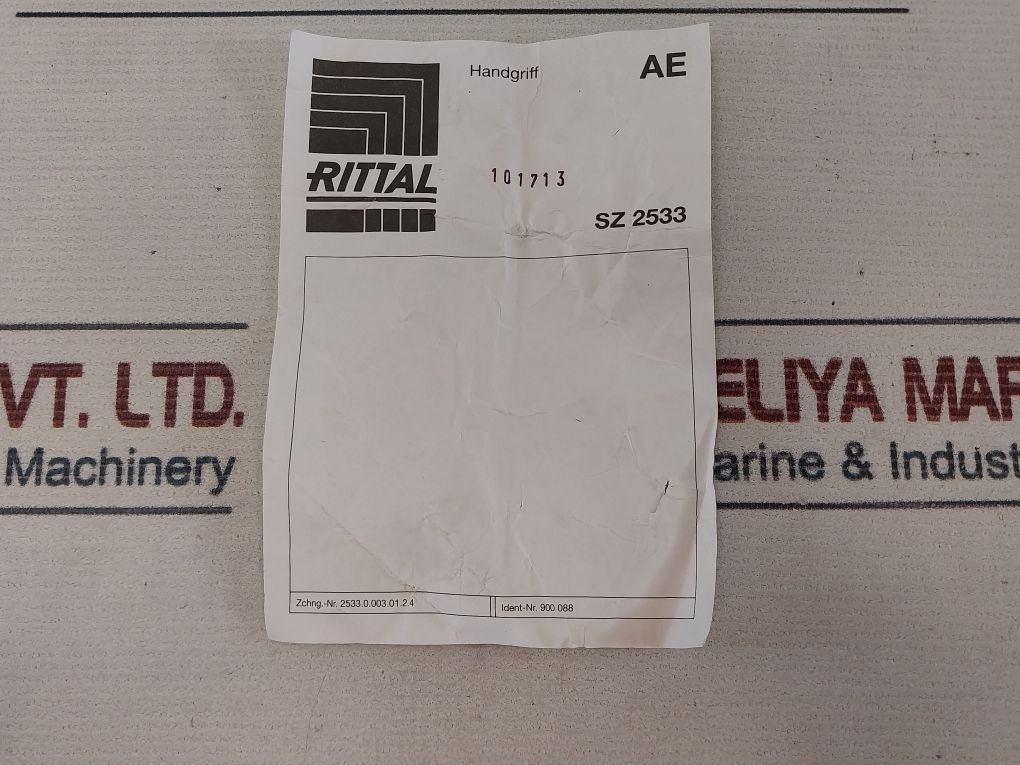 Handgriff
AE
RITTAL
101713
SZ 2533
VT. LTD.
Machinery
ELIYA MAR
arine & Indust
Zchng.-Nr. 2533.0.003.01.2.4
Ident-Nr. 900 088